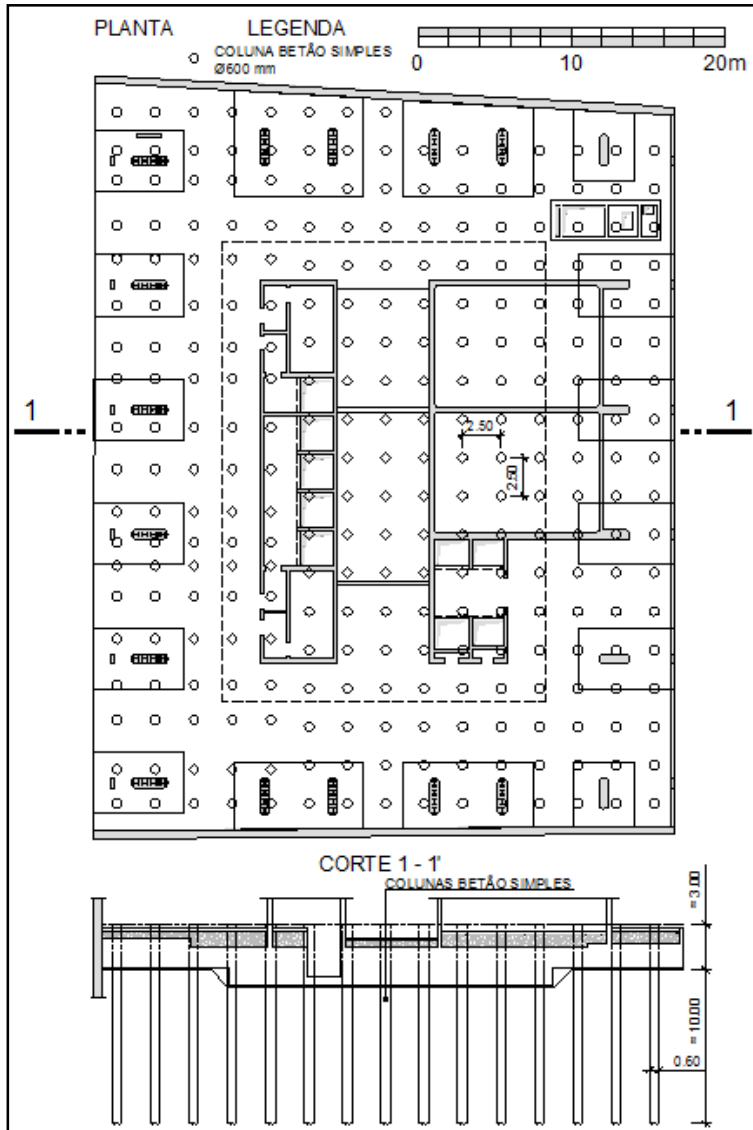 PLANTA
LEGENDA
COLUNA BETÃO SIMPLES
Ø600 mm
0 10 20m
1 1
2.50
2.50
CORTE 1 - 1'
COLUNAS BETÃO SIMPLES
≈3.00
≈10.00
0.60